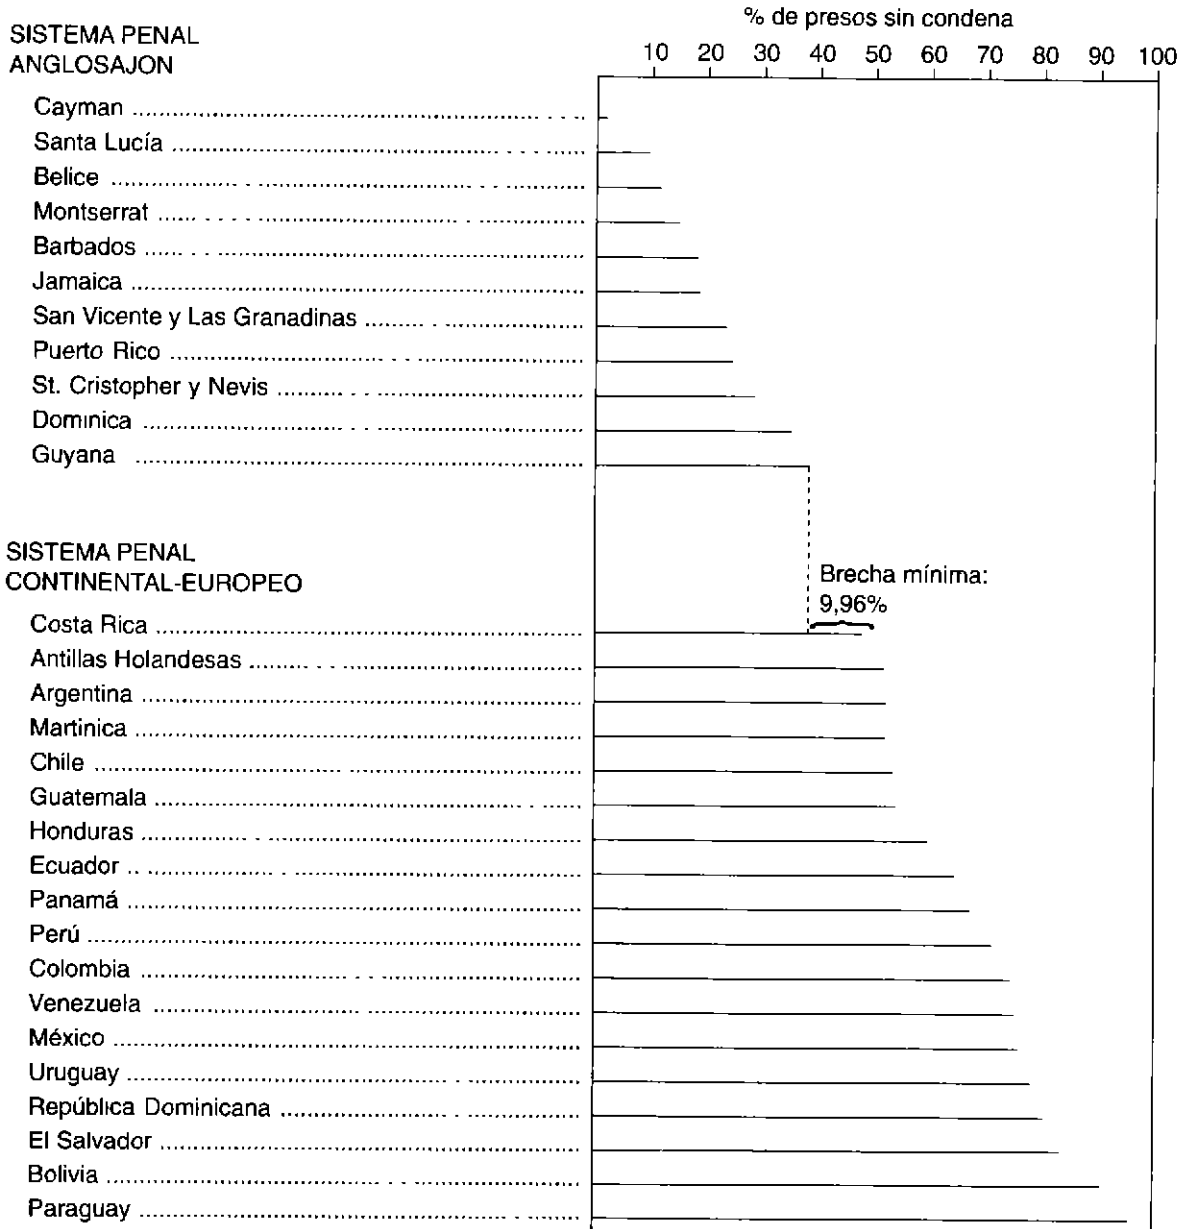 % de presos sin condena
SISTEMA PENAL
ANGLOSAJON
10 20 30 40 50 60 70 80 90 100
Cayman
Santa Lucía
Belice
Montserrat
Barbados
Jamaica
San Vicente y Las Granadinas
Puerto Rico
St. Cristopher y Nevis
Dominica
Guyana
SISTEMA PENAL
CONTINENTAL-EUROPEO
Brecha mínima:
9,96%
Costa Rica
Antillas Holandesas
Argentina
Martinica
Chile
Guatemala
Honduras
Ecuador
Panamá
Perú
Colombia
Venezuela
México
Uruguay
República Dominicana
El Salvador
Bolivia
Paraguay